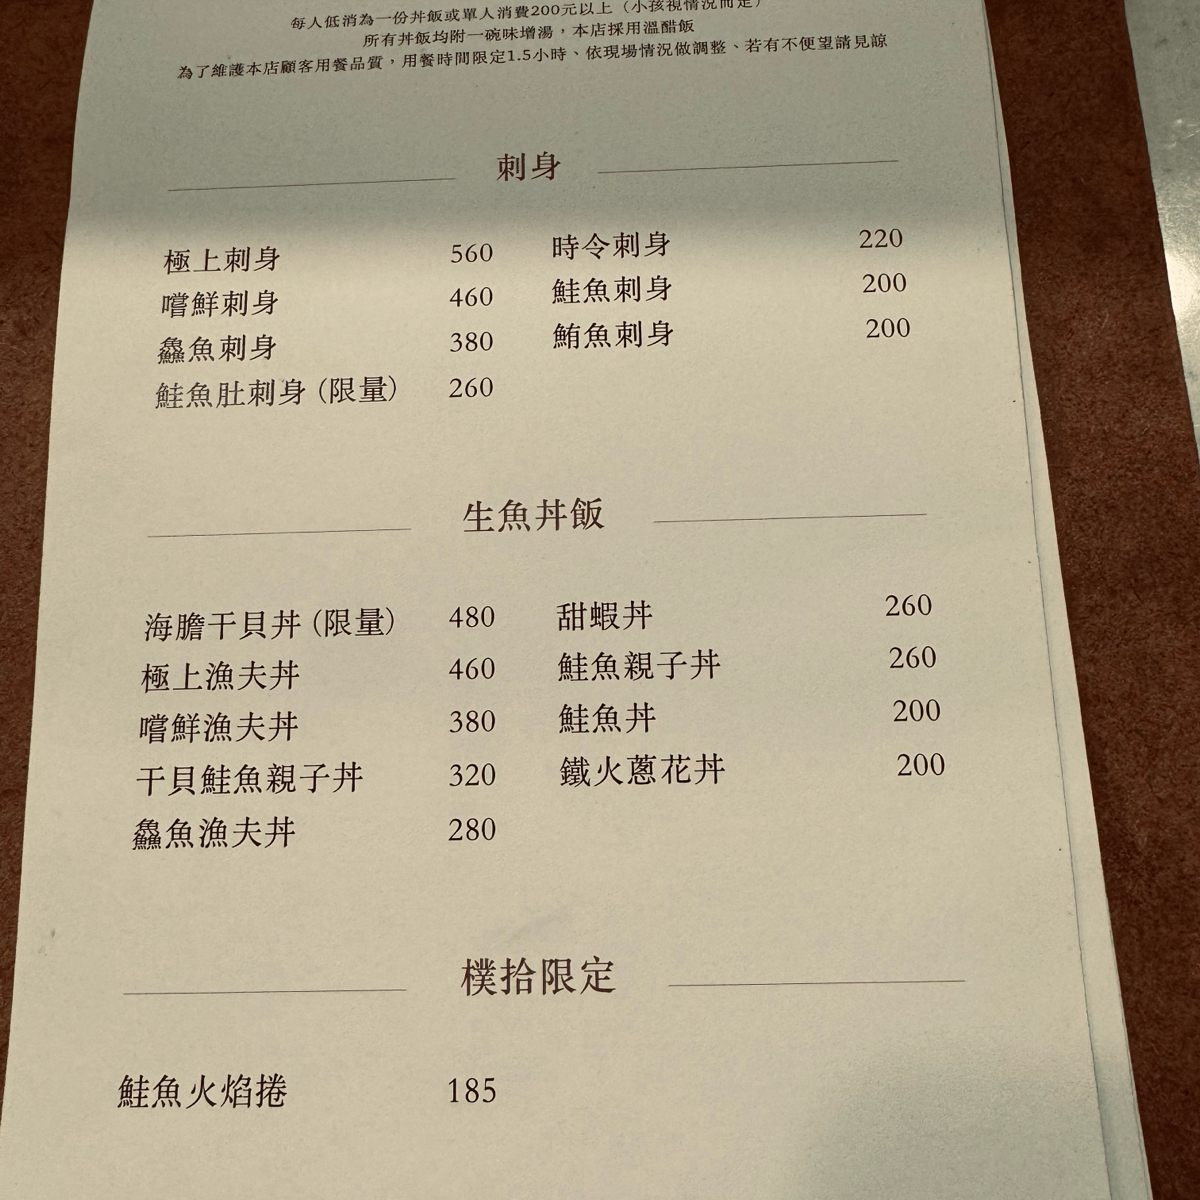 每人低消為一份丼飯或單人消費200元以上（小孩視情況而定）
所有丼飯均附一碗味增湯，本店採用溫醋飯
為了維護本店顧客用餐品質，用餐時間限定1.5小時、依現場情況做調整、若有不便望請見諒
刺身
極上刺身 560 時令刺身 220
嚐鮮刺身 460 鮭魚刺身 200
鱻魚刺身 380 鮪魚刺身 200
鮭魚肚刺身（限量） 260
生魚丼飯
海膽干貝丼（限量） 480 甜蝦丼 260
極上漁夫丼 460 鮭魚親子丼 260
嚐鮮漁夫丼 380 鮭魚丼 200
干貝鮭魚親子丼 320 鐵火蔥花丼 200
鱻魚漁夫丼 280
樸拾限定
鮭魚火焰捲 185